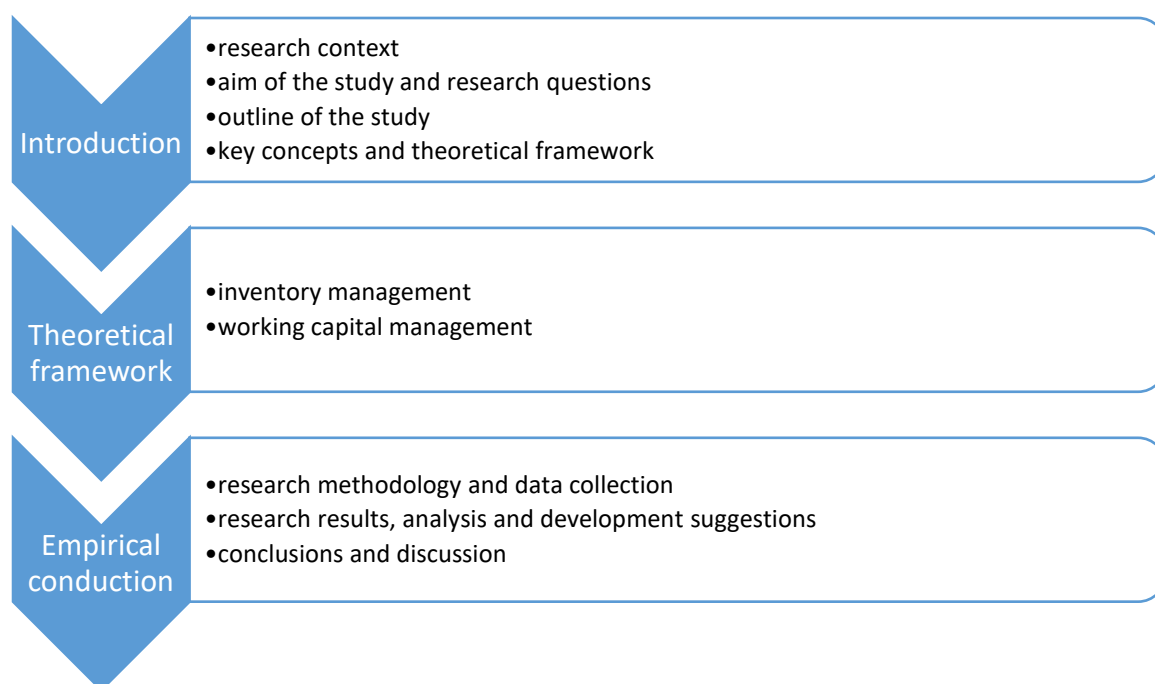 Introduction
•research context
•aim of the study and research questions
•outline of the study
•key concepts and theoretical framework
Theoretical
framework
•inventory management
•working capital management
Empirical
conduction
•research methodology and data collection
•research results, analysis and development suggestions
•conclusions and discussion